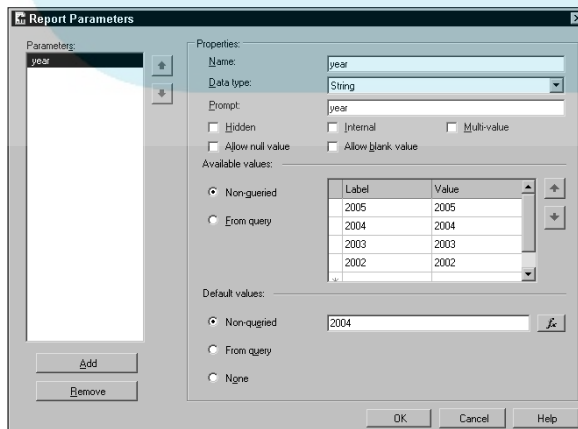 Report Parameters
Parameters:
year
Properties:
Name:
year
Data type:
String
Prompt:
year
Hidden
Internal
Multi-value
Allow null value
Allow blank value
Available values:
Non-queried
From query
Label Value
2005 2005
2004 2004
2003 2003
2002 2002
*
Default values:
Non-queried
2004
fx
From query
None
Add
Remove
OK Cancel Help